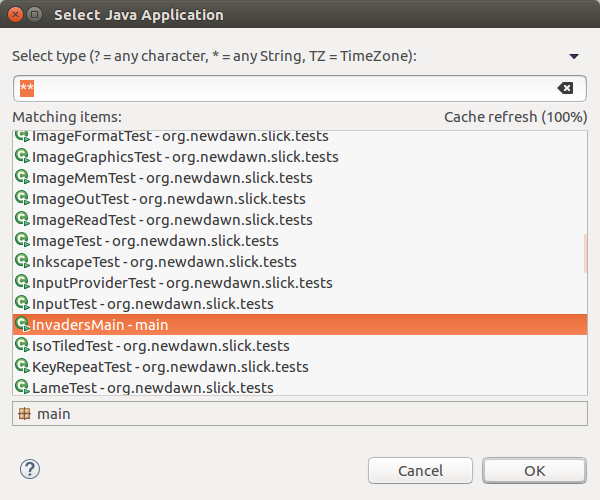 Select Java Application
Select type (? = any character, * = any String, TZ = TimeZone):
**
Matching items: Cache refresh (100%)
ImageFormatTest - org.newdawn.slick.tests
ImageGraphicsTest - org.newdawn.slick.tests
ImageMemTest - org.newdawn.slick.tests
ImageOutTest - org.newdawn.slick.tests
ImageReadTest - org.newdawn.slick.tests
ImageTest - org.newdawn.slick.tests
InkscapeTest - org.newdawn.slick.tests
InputProviderTest - org.newdawn.slick.tests
InputTest - org.newdawn.slick.tests
InvadersMain - main
IsoTiledTest - org.newdawn.slick.tests
KeyRepeatTest - org.newdawn.slick.tests
LameTest - org.newdawn.slick.tests
main
Cancel OK